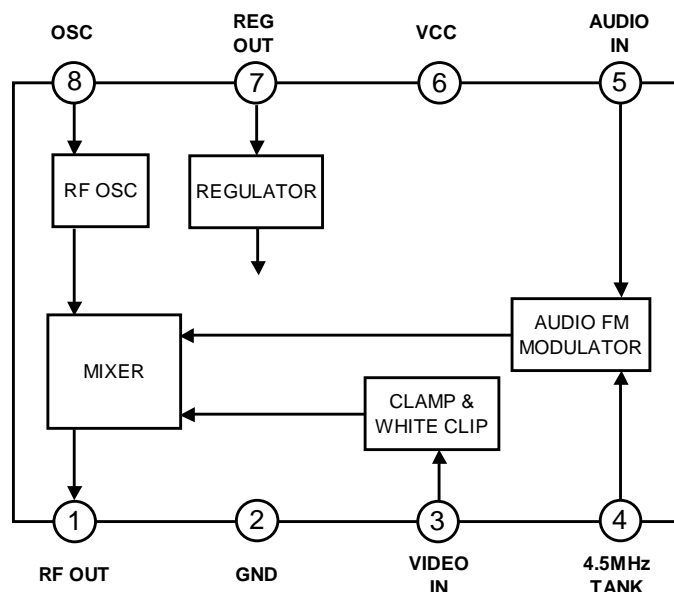 OSC
REG
OUT
VCC
AUDIO
IN
8
7
6
5
RF OSC
REGULATOR
AUDIO FM
MODULATOR
MIXER
CLAMP &
WHITE CLIP
1
2
3
4
RF OUT
GND
VIDEO
IN
4.5MHz
TANK